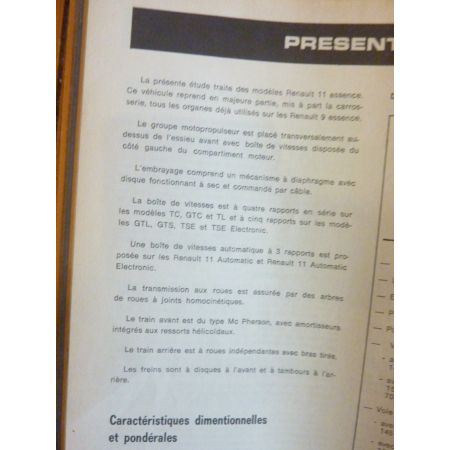 PRESENT
La présente étude traite des modèles Renault 11 essence.
Ce véhicule reprend en majeure partie, mis à part la carros-
serie, tous les organes déjà utilisés sur les Renault 9 essence.
Le groupe motopropulseur est placé transversalement au-
dessus de l'essieu avant avec boîte de vitesses disposée du
côté gauche du compartiment moteur.
L'embrayage comprend un mécanisme à diaphragme avec
disque fonctionnant à sec et commandé par câble.
La boîte de vitesses est à quatre rapports en série sur
les modèles TC, GTC et TL et à cinq rapports sur les modè-
les GTL, GTS, TSE et TSE Electronic.
Une boîte de vitesses automatique à 3 rapports est pro-
posée sur les Renault 11 Automatic et Renault 11 Automatic
Electronic.
La transmission aux roues est assurée par des arbres
de roues à joints homocinétiques.
Le train avant est du type Mc Pherson, avec amortisseurs
intégrés aux ressorts hélicoïdaux.
Le train arrière est à roues indépendantes avec bras tirés.
Les freins sont à disques à l'avant et à tambours à l'ar-
rière.
Caractéristiques dimentionnelles
et pondérales